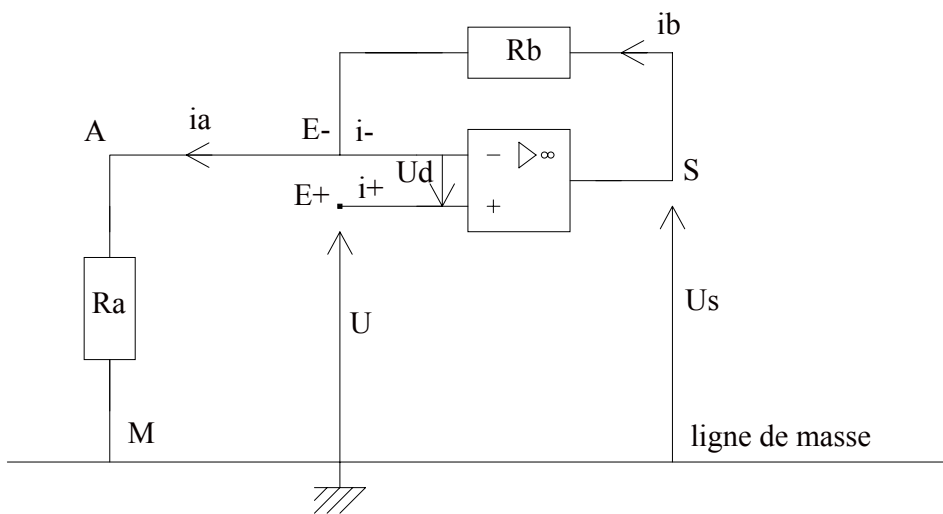 ib
Rb
A
ia
E-
i-
− ▷ ∞
Ud
S
E+
i+
+
Ra
U
Us
M
ligne de masse